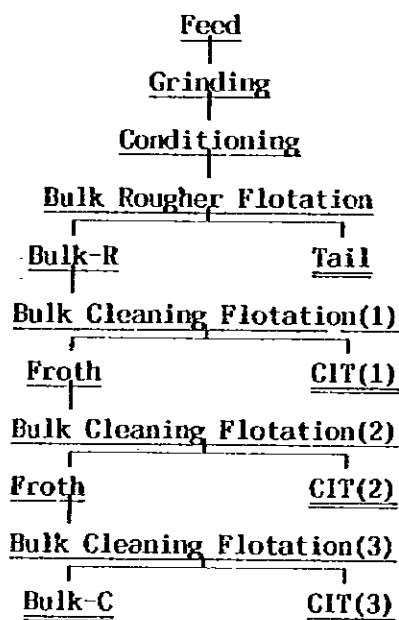 Feed
Grinding
Conditioning
Bulk Rougher Flotation
Bulk-R Tail
Bulk Cleaning Flotation(1)
Froth CIT(1)
Bulk Cleaning Flotation(2)
Froth CIT(2)
Bulk Cleaning Flotation(3)
Bulk-C CIT(3)